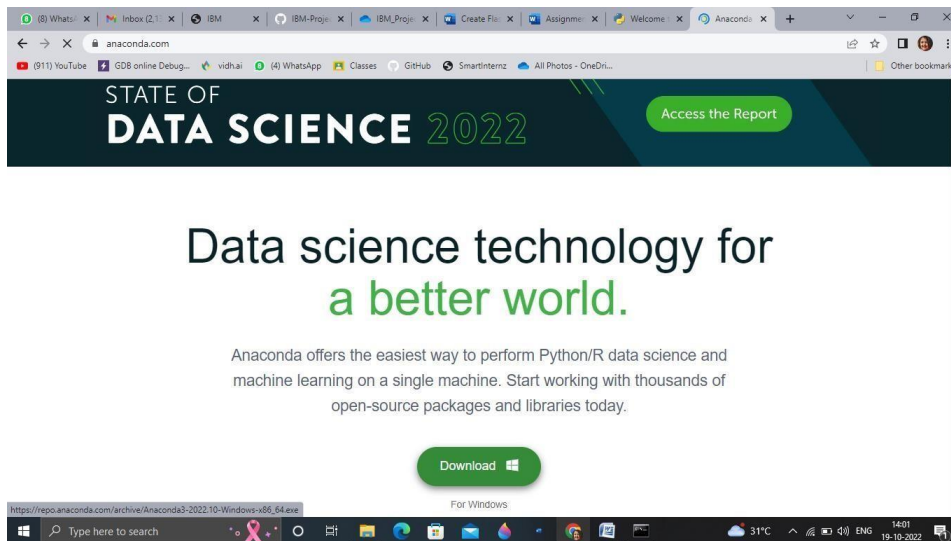 (8) WhatsA
Inbox (2,1
IBM
IBM-Projec
IBM_Projec
Create Fla
Assignmen
Welcome t
Anaconda
anaconda.com
(911) YouTube
GDB online Debug...
vidh.ai
(4) WhatsApp
Classes
GitHub
SmartInternz
All Photos - OneDri...
Other bookmark
STATE OF
DATA SCIENCE 2022
Access the Report
Data science technology for
a better world.
Anaconda offers the easiest way to perform Python/R data science and
machine learning on a single machine. Start working with thousands of
open-source packages and libraries today.
Download
For Windows
https://repo.anaconda.com/archive/Anaconda3-2022.10-Windows-x86_64.exe
Type here to search
31°C
ENG
14:01
19-10-2022